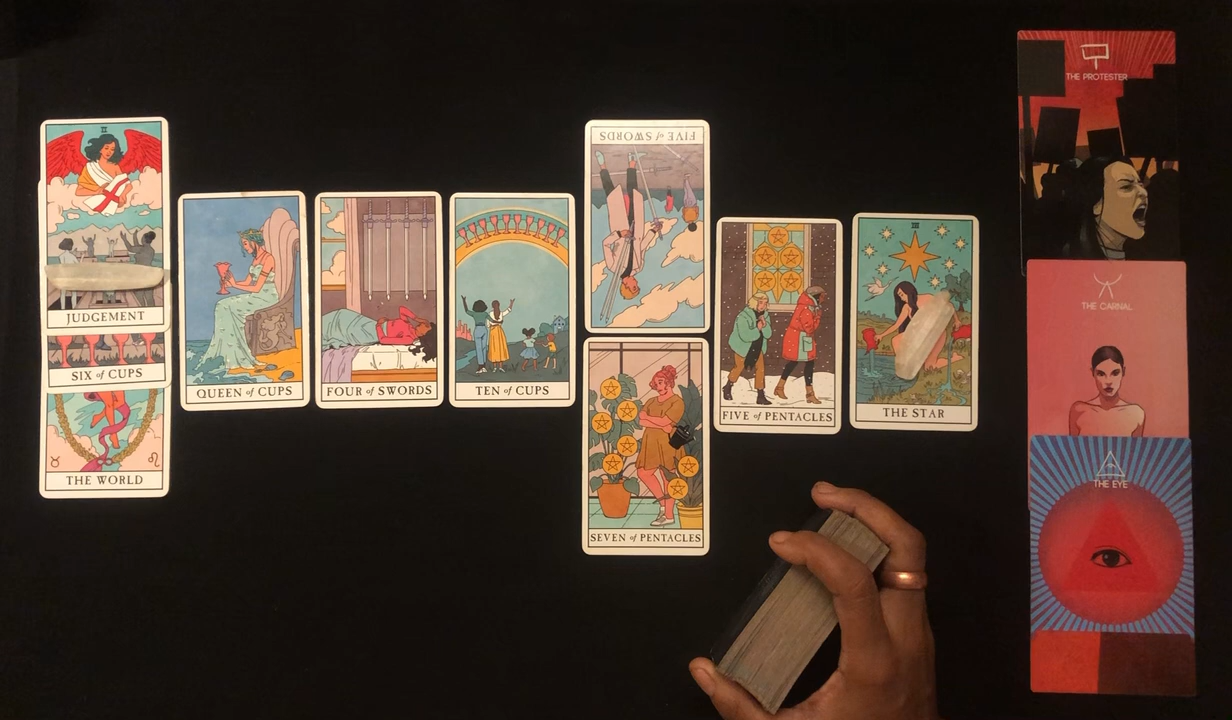 II
JUDGEMENT
SIX of CUPS
THE WORLD
QUEEN of CUPS
FOUR of SWORDS
TEN of CUPS
FIVE of SWORDS
SEVEN of PENTACLES
FIVE of PENTACLES
THE STAR
THE PROTESTER
THE CARNAL
THE EYE